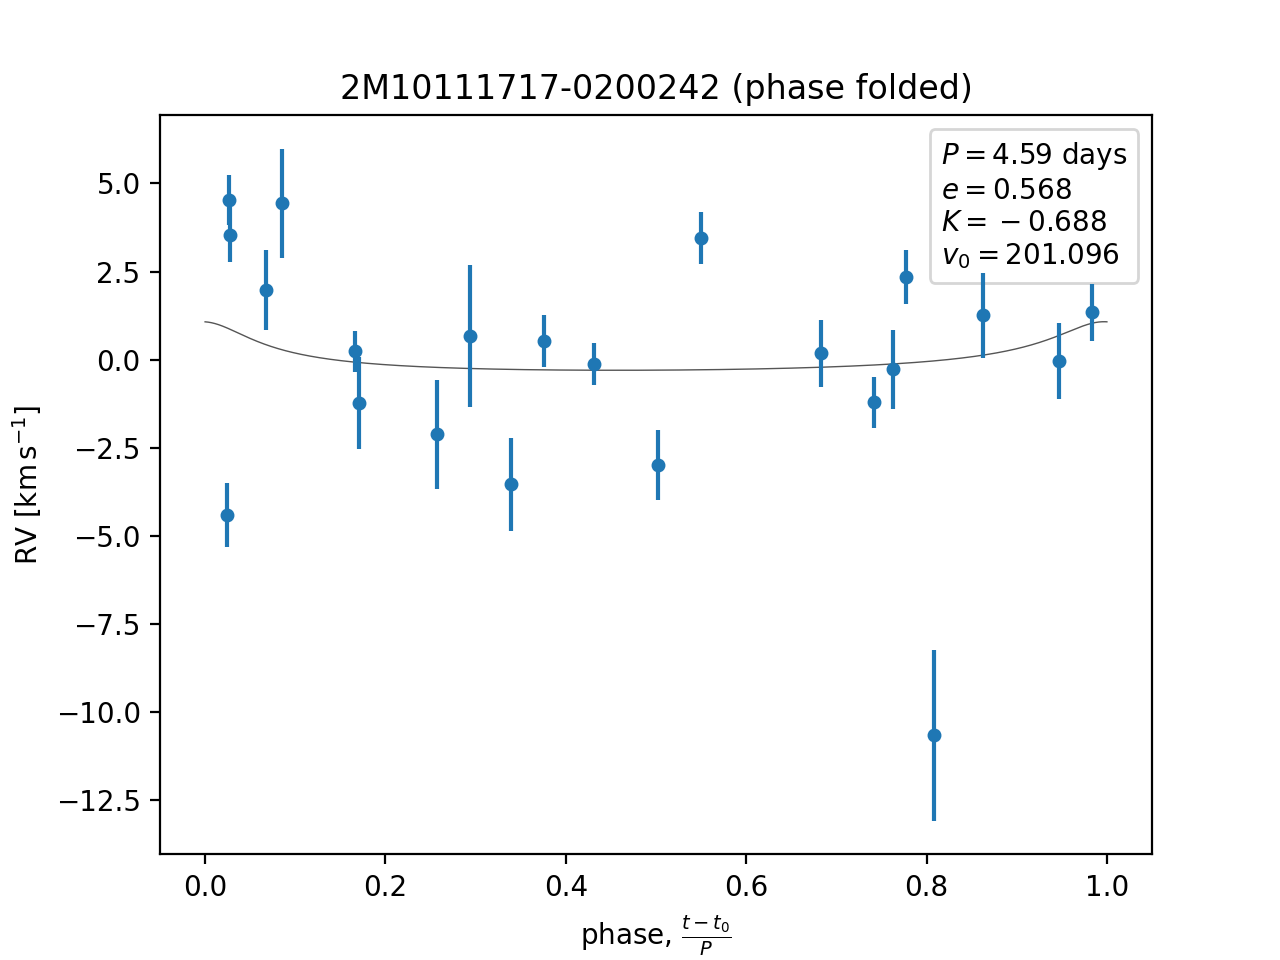 2M10111717-0200242 (phase folded)
P = 4.59 days
e = 0.568
K = −0.688
v₀ = 201.096
5.0
2.5
0.0
−2.5
−5.0
−7.5
−10.0
−12.5
RV [km s⁻¹]
0.0 0.2 0.4 0.6 0.8 1.0
phase, (t − t₀)/P